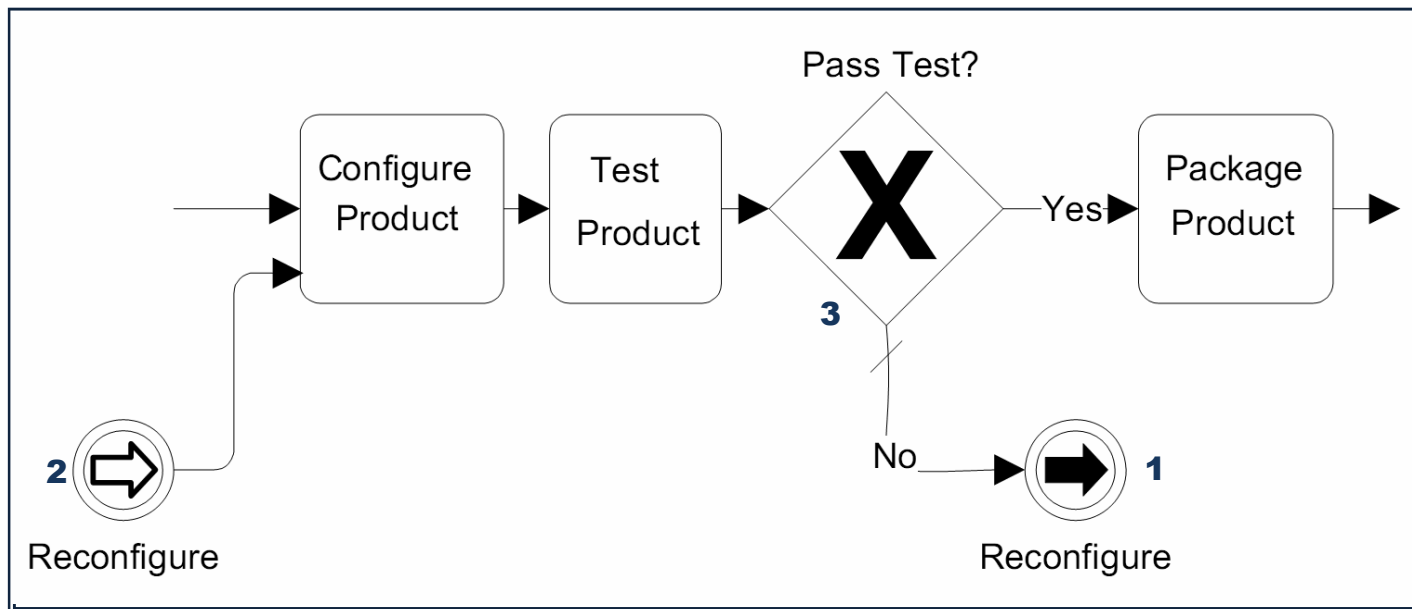 Pass Test?
Configure
Product
Test
Product
X
Yes
Package
Product
3
2
No
1
Reconfigure
Reconfigure